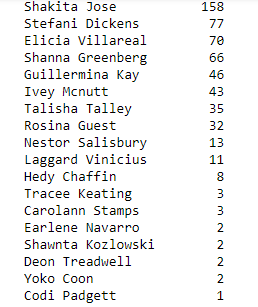 Shakita Jose 158
Stefani Dickens 77
Elicia Villareal 70
Shanna Greenberg 66
Guillermina Kay 46
Ivey Mcnutt 43
Talisha Talley 35
Rosina Guest 32
Nestor Salisbury 13
Laggard Vinicius 11
Hedy Chaffin 8
Tracee Keating 3
Carolann Stamps 3
Earlene Navarro 2
Shawnta Kozlowski 2
Deon Treadwell 2
Yoko Coon 2
Codi Padgett 1